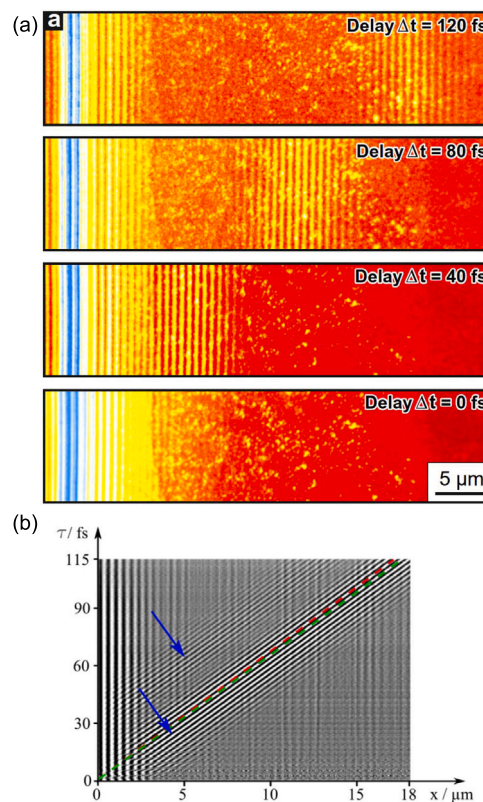 (a)
a
Delay Δt = 120 fs
Delay Δt = 80 fs
Delay Δt = 40 fs
Delay Δt = 0 fs
5 μm
(b)
τ/ fs
115
90
60
30
0
0 5 10 15 18 x / μm